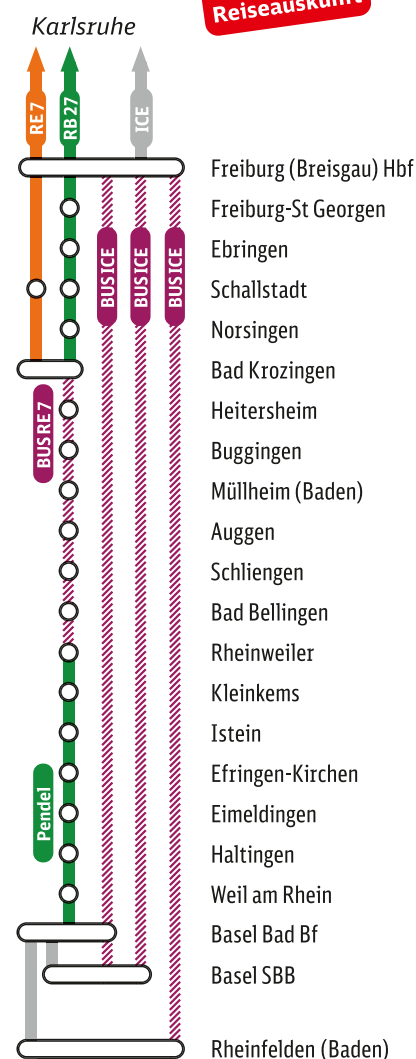 Reiseauskunft
Karlsruhe
RE 7
RB 27
ICE
Freiburg (Breisgau) Hbf
Freiburg-St Georgen
Ebringen
BUS ICE
BUS ICE
BUS ICE
Schallstadt
Norsingen
Bad Krozingen
Heitersheim
BUS RE 7
Buggingen
Müllheim (Baden)
Auggen
Schliengen
Bad Bellingen
Rheinweiler
Kleinkems
Istein
Efringen-Kirchen
Pendel
Eimeldingen
Haltingen
Weil am Rhein
Basel Bad Bf
Basel SBB
Rheinfelden (Baden)